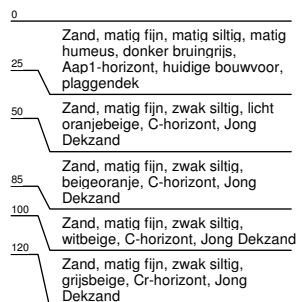 0
Zand, matig fijn, matig siltig, matig
humeus, donker bruingrijs,
Aap1-horizont, huidige bouwvoor,
plaggendek
25
Zand, matig fijn, zwak siltig, licht
oranjebeige, C-horizont, Jong
Dekzand
50
Zand, matig fijn, zwak siltig,
beigeoranje, C-horizont, Jong
Dekzand
85
Zand, matig fijn, zwak siltig,
witbeige, C-horizont, Jong Dekzand
100
Zand, matig fijn, zwak siltig,
grijsbeige, Cr-horizont, Jong
Dekzand
120